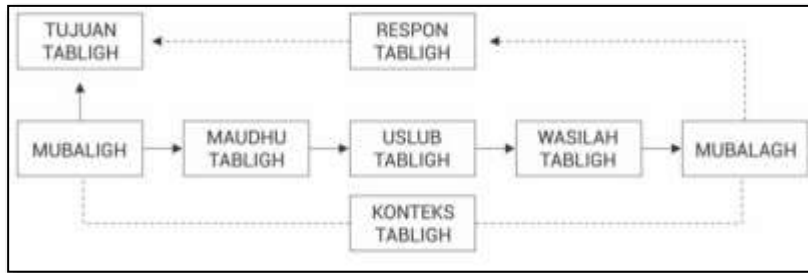 TUJUAN
TABLIGH
RESPON
TABLIGH
MUBALIGH
MAUDHU
TABLIGH
USLUB
TABLIGH
WASILAH
TABLIGH
MUBALAGH
KONTEKS
TABLIGH